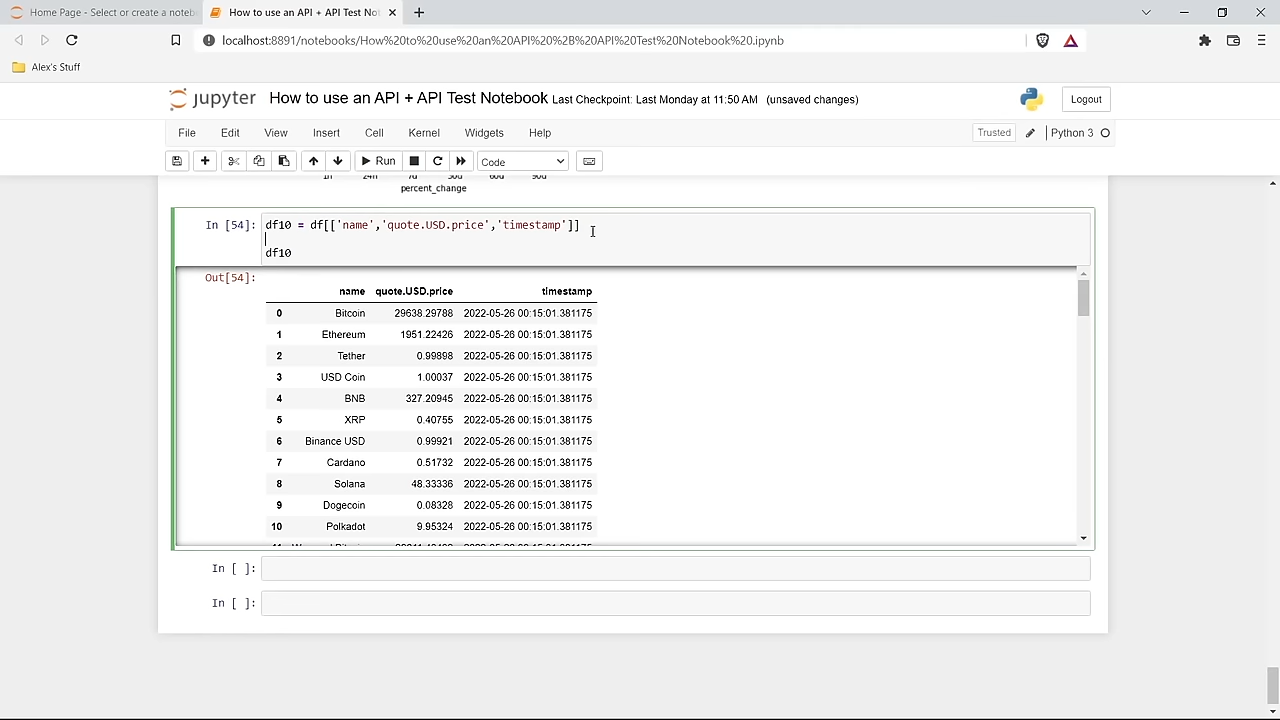 Home Page - Select or create a noteb
How to use an API + API Test No
localhost:8891/notebooks/How%20to%20use%20an%20API%20%2B%20API%20Test%20Notebook%20.ipynb
Alex's Stuff
jupyter How to use an API + API Test Notebook Last Checkpoint: Last Monday at 11:50 AM (unsaved changes)
Logout
File Edit View Insert Cell Kernel Widgets Help
Trusted Python 3
Run Code
1h 24h 7d 30d 60d 90d
percent_change
In [54]: df10 = df[['name','quote.USD.price','timestamp']]
df10
Out[54]:
name quote.USD.price timestamp
0 Bitcoin 29638.29788 2022-05-26 00:15:01.381175
1 Ethereum 1951.22426 2022-05-26 00:15:01.381175
2 Tether 0.99898 2022-05-26 00:15:01.381175
3 USD Coin 1.00037 2022-05-26 00:15:01.381175
4 BNB 327.20945 2022-05-26 00:15:01.381175
5 XRP 0.40755 2022-05-26 00:15:01.381175
6 Binance USD 0.99921 2022-05-26 00:15:01.381175
7 Cardano 0.51732 2022-05-26 00:15:01.381175
8 Solana 48.33336 2022-05-26 00:15:01.381175
9 Dogecoin 0.08328 2022-05-26 00:15:01.381175
10 Polkadot 9.95324 2022-05-26 00:15:01.381175
In [ ]:
In [ ]: